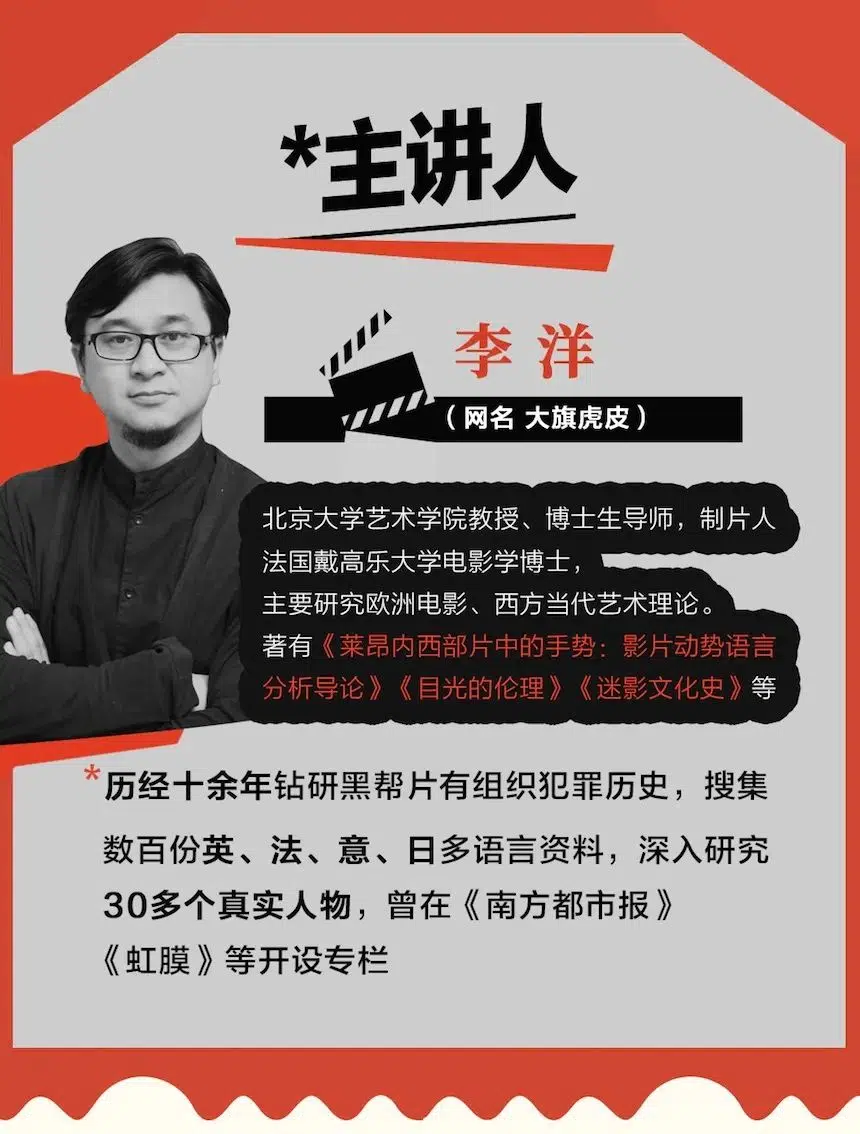 *主讲人
李洋
（网名 大旗虎皮）
北京大学艺术学院教授、博士生导师，制片人
法国戴高乐大学电影学博士，
主要研究欧洲电影、西方当代艺术理论。
著有《莱昂内西部片中的手势：影片动势语言
分析导论》《目光的伦理》《迷影文化史》等
*历经十余年钻研黑帮片有组织犯罪历史，搜集
数百份英、法、意、日多语言资料，深入研究
30多个真实人物，曾在《南方都市报》
《虹膜》等开设专栏